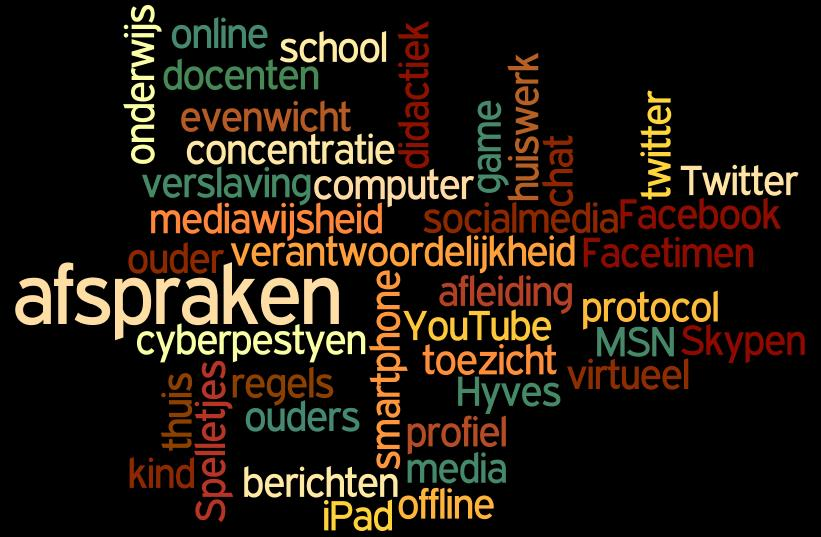 onderwijs
online
school
docenten
didactiek
evenwicht
concentratie
game
huiswerk
chat
twitter
Twitter
verslaving
computer
mediawijsheid
socialmedia
Facebook
ouder
verantwoordelijkheid
Facetimen
afspraken
smartphone
afleiding
protocol
cyberpestyen
YouTube
MSN
Skypen
toezicht
virtueel
thuis
Spelletjes
regels
Hyves
ouders
profiel
kind
berichten
media
iPad
offline